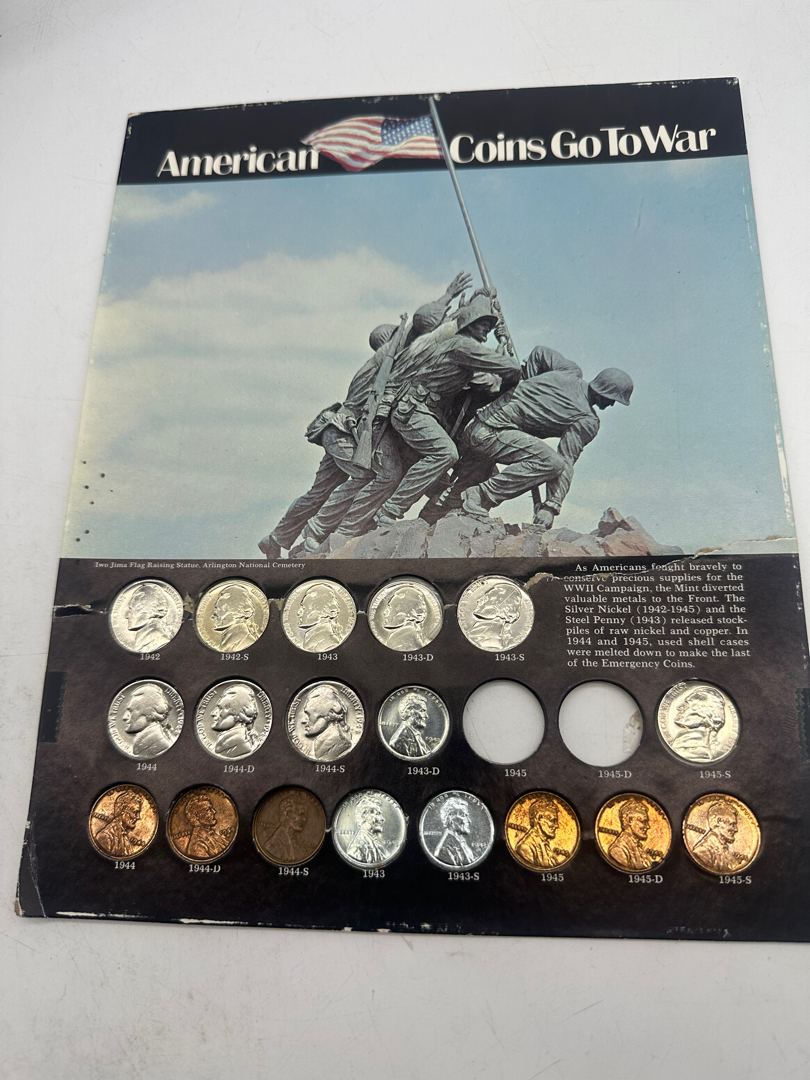 American Coins Go To War
Iwo Jima Flag Raising Statue, Arlington National Cemetery
As Americans fought bravely to
conserve precious supplies for the
WWII Campaign, the Mint diverted
valuable metals to the Front. The
Silver Nickel (1942-1945) and the
Steel Penny (1943) released stock-
piles of raw nickel and copper. In
1944 and 1945, used shell cases
were melted down to make the last
of the Emergency Coins.
1942 1942-S 1943 1943-D 1943-S
1944 1944-D 1944-S 1943-D 1945 1945-D 1945-S
1944 1944-D 1944-S 1943 1943-S 1945 1945-D 1945-S